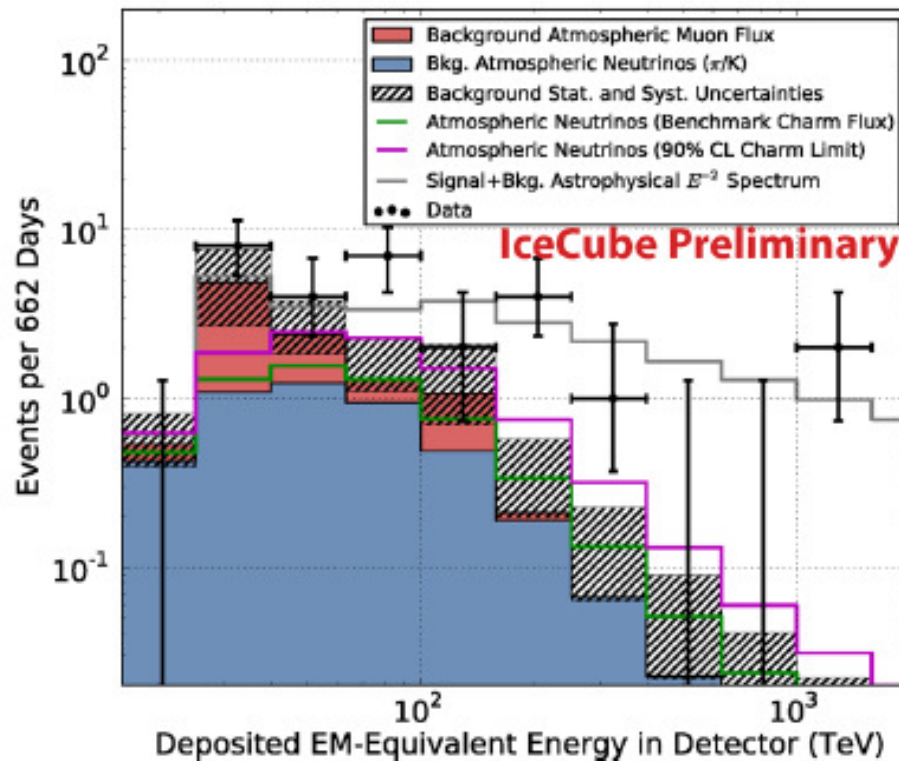 Background Atmospheric Muon Flux
Bkg. Atmospheric Neutrinos (π/K)
Background Stat. and Syst. Uncertainties
Atmospheric Neutrinos (Benchmark Charm Flux)
Atmospheric Neutrinos (90% CL Charm Limit)
Signal+Bkg. Astrophysical E⁻² Spectrum
Data
IceCube Preliminary
Events per 662 Days
10²
10¹
10⁰
10⁻¹
10² 10³
Deposited EM-Equivalent Energy in Detector (TeV)